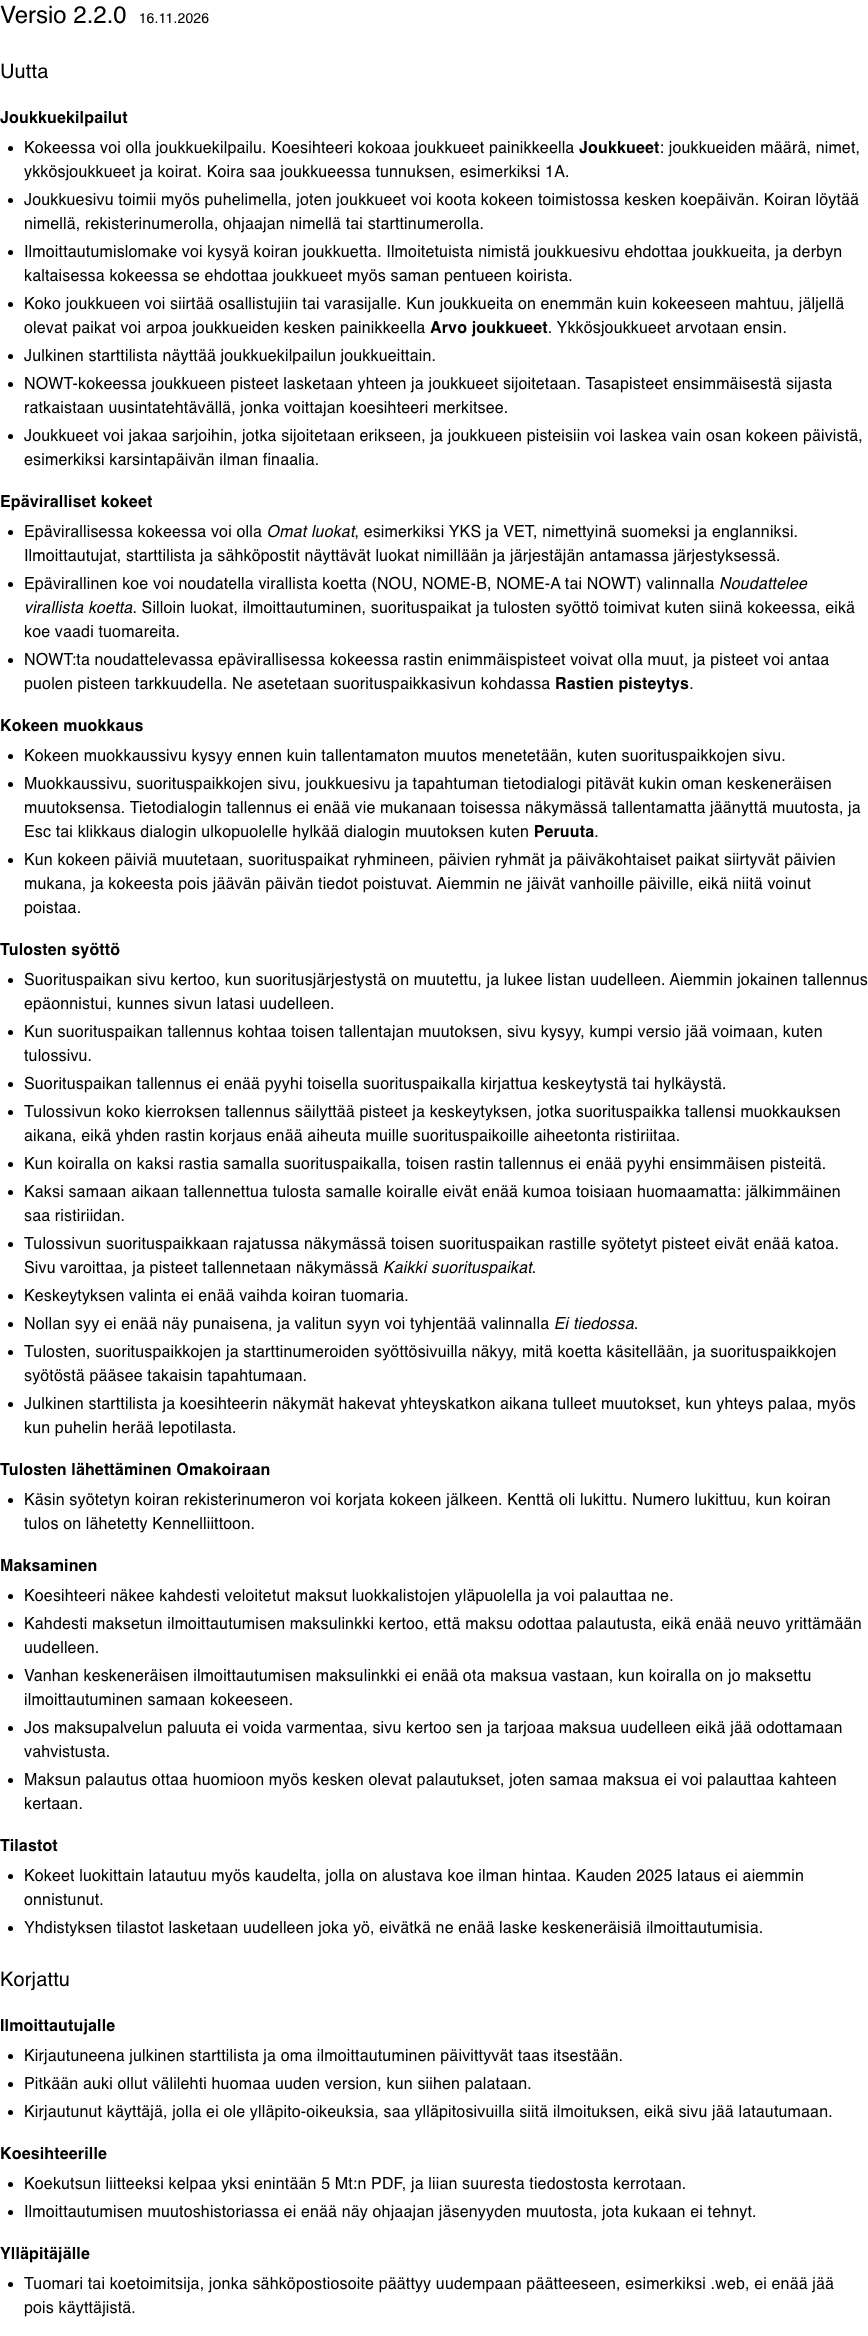 Versio 2.2.0 16.11.2026
Uutta
Joukkuekilpailut
• Kokeessa voi olla joukkuekilpailu. Koesihteeri kokoaa joukkueet painikkeella Joukkueet: joukkueiden määrä, nimet,
ykkösjoukkueet ja koirat. Koira saa joukkueessa tunnuksen, esimerkiksi 1A.
• Joukkuesivu toimii myös puhelimella, joten joukkueet voi koota kokeen toimistossa kesken koepäivän. Koiran löytää
nimellä, rekisterinumerolla, ohjaajan nimellä tai starttinumerolla.
• Ilmoittautumislomake voi kysyä koiran joukkuetta. Ilmoitetuista nimistä joukkuesivu ehdottaa joukkueita, ja derbyn
kaltaisessa kokeessa se ehdottaa joukkueet myös saman pentueen koirista.
• Koko joukkueen voi siirtää osallistujiin tai varasijalle. Kun joukkueita on enemmän kuin kokeeseen mahtuu, jäljellä
olevat paikat voi arpoa joukkueiden kesken painikkeella Arvo joukkueet. Ykkösjoukkueet arvotaan ensin.
• Julkinen starttilista näyttää joukkuekilpailun joukkueittain.
• NOWT-kokeessa joukkueen pisteet lasketaan yhteen ja joukkueet sijoitetaan. Tasapisteet ensimmäisestä sijasta
ratkaistaan uusintatehtävällä, jonka voittajan koesihteeri merkitsee.
• Joukkueet voi jakaa sarjoihin, jotka sijoitetaan erikseen, ja joukkueen pisteisiin voi laskea vain osan kokeen päivistä,
esimerkiksi karsintapäivän ilman finaalia.
Epäviralliset kokeet
• Epävirallisessa kokeessa voi olla Omat luokat, esimerkiksi YKS ja VET, nimettyinä suomeksi ja englanniksi.
Ilmoittautujat, starttilista ja sähköpostit näyttävät luokat nimillään ja järjestäjän antamassa järjestyksessä.
• Epävirallinen koe voi noudatella virallista koetta (NOU, NOME-B, NOME-A tai NOWT) valinnalla Noudattelee
virallista koetta. Silloin luokat, ilmoittautuminen, suorituspaikat ja tulosten syöttö toimivat kuten siinä kokeessa, eikä
koe vaadi tuomareita.
• NOWT:ta noudattelevassa epävirallisessa kokeessa rastin enimmäispisteet voivat olla muut, ja pisteet voi antaa
puolen pisteen tarkkuudella. Ne asetetaan suorituspaikkasivun kohdassa Rastien pisteytys.
Kokeen muokkaus
• Kokeen muokkaussivu kysyy ennen kuin tallentamaton muutos menetetään, kuten suorituspaikkojen sivu.
• Muokkaussivu, suorituspaikkojen sivu, joukkuesivu ja tapahtuman tietodialogi pitävät kukin oman keskeneräisen
muutoksensa. Tietodialogin tallennus ei enää vie mukanaan toisessa näkymässä tallentamatta jäänyttä muutosta, ja
Esc tai klikkaus dialogin ulkopuolelle hylkää dialogin muutoksen kuten Peruuta.
• Kun kokeen päiviä muutetaan, suorituspaikat ryhmineen, päivien ryhmät ja päiväkohtaiset paikat siirtyvät päivien
mukana, ja kokeesta pois jäävän päivän tiedot poistuvat. Aiemmin ne jäivät vanhoille päiville, eikä niitä voinut
poistaa.
Tulosten syöttö
• Suorituspaikan sivu kertoo, kun suoritusjärjestystä on muutettu, ja lukee listan uudelleen. Aiemmin jokainen tallennus
epäonnistui, kunnes sivun latasi uudelleen.
• Kun suorituspaikan tallennus kohtaa toisen tallentajan muutoksen, sivu kysyy, kumpi versio jää voimaan, kuten
tulossivu.
• Suorituspaikan tallennus ei enää pyyhi toisella suorituspaikalla kirjattua keskeytystä tai hylkäystä.
• Tulossivun koko kierroksen tallennus säilyttää pisteet ja keskeytyksen, jotka suorituspaikka tallensi muokkauksen
aikana, eikä yhden rastin korjaus enää aiheuta muille suorituspaikoille aiheetonta ristiriitaa.
• Kun koiralla on kaksi rastia samalla suorituspaikalla, toisen rastin tallennus ei enää pyyhi ensimmäisen pisteitä.
• Kaksi samaan aikaan tallennettua tulosta samalle koiralle eivät enää kumoa toisiaan huomaamatta: jälkimmäinen
saa ristiriidan.
• Tulossivun suorituspaikkaan rajatussa näkymässä toisen suorituspaikan rastille syötetyt pisteet eivät enää katoa.
Sivu varoittaa, ja pisteet tallennetaan näkymässä Kaikki suorituspaikat.
• Keskeytyksen valinta ei enää vaihda koiran tuomaria.
• Nollan syy ei enää näy punaisena, ja valitun syyn voi tyhjentää valinnalla Ei tiedossa.
• Tulosten, suorituspaikkojen ja starttinumeroiden syöttösivuilla näkyy, mitä koetta käsitellään, ja suorituspaikkojen
syötöstä pääsee takaisin tapahtumaan.
• Julkinen starttilista ja koesihteerin näkymät hakevat yhteyskatkon aikana tulleet muutokset, kun yhteys palaa, myös
kun puhelin herää lepotilasta.
Tulosten lähettäminen Omakoiraan
• Käsin syötetyn koiran rekisterinumeron voi korjata kokeen jälkeen. Kenttä oli lukittu. Numero lukittuu, kun koiran
tulos on lähetetty Kennelliittoon.
Maksaminen
• Koesihteeri näkee kahdesti veloitetut maksut luokkalistojen yläpuolella ja voi palauttaa ne.
• Kahdesti maksetun ilmoittautumisen maksulinkki kertoo, että maksu odottaa palautusta, eikä enää neuvo yrittämään
uudelleen.
• Vanhan keskeneräisen ilmoittautumisen maksulinkki ei enää ota maksua vastaan, kun koiralla on jo maksettu
ilmoittautuminen samaan kokeeseen.
• Jos maksupalvelun paluuta ei voida varmentaa, sivu kertoo sen ja tarjoaa maksua uudelleen eikä jää odottamaan
vahvistusta.
• Maksun palautus ottaa huomioon myös kesken olevat palautukset, joten samaa maksua ei voi palauttaa kahteen
kertaan.
Tilastot
• Kokeet luokittain latautuu myös kaudelta, jolla on alustava koe ilman hintaa. Kauden 2025 lataus ei aiemmin
onnistunut.
• Yhdistyksen tilastot lasketaan uudelleen joka yö, eivätkä ne enää laske keskeneräisiä ilmoittautumisia.
Korjattu
Ilmoittautujalle
• Kirjautuneena julkinen starttilista ja oma ilmoittautuminen päivittyvät taas itsestään.
• Pitkään auki ollut välilehti huomaa uuden version, kun siihen palataan.
• Kirjautunut käyttäjä, jolla ei ole ylläpito-oikeuksia, saa ylläpitosivuilla siitä ilmoituksen, eikä sivu jää latautumaan.
Koesihteerille
• Koekutsun liitteeksi kelpaa yksi enintään 5 Mt:n PDF, ja liian suuresta tiedostosta kerrotaan.
• Ilmoittautumisen muutoshistoriassa ei enää näy ohjaajan jäsenyyden muutosta, jota kukaan ei tehnyt.
Ylläpitäjälle
• Tuomari tai koetoimitsija, jonka sähköpostiosoite päättyy uudempaan päätteeseen, esimerkiksi .web, ei enää jää
pois käyttäjistä.